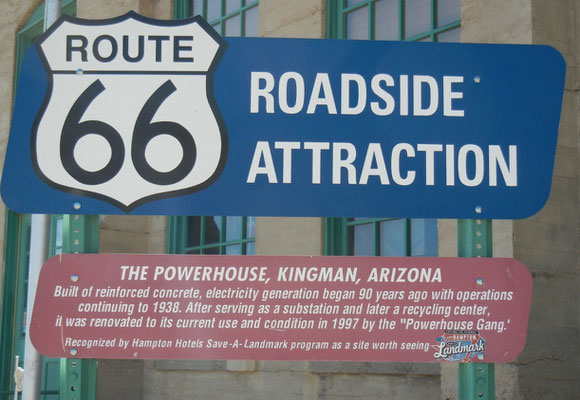 ROUTE
66
ROADSIDE
ATTRACTION
THE POWERHOUSE, KINGMAN, ARIZONA
Built of reinforced concrete, electricity generation began 90 years ago with operations
continuing to 1938. After serving as a substation and later a recycling center,
it was renovated to its current use and condition in 1997 by the "Powerhouse Gang.'
Recognized by Hampton Hotels Save-A-Landmark program as a site worth seeing
HAMPTON
Landmark